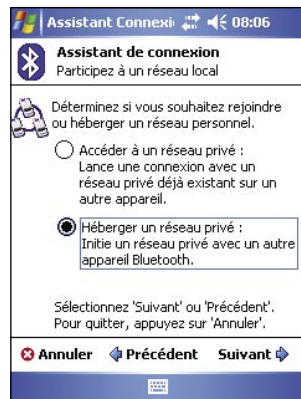 Assistant Connexi 08:06
Assistant de connexion
Participez à un réseau local
Déterminez si vous souhaitez rejoindre
ou héberger un réseau personnel.
Accéder à un réseau privé :
Lance une connexion avec un
réseau privé déjà existant sur un
autre appareil.
Héberger un réseau privé :
Initie un réseau privé avec un autre
appareil Bluetooth.
Sélectionnez 'Suivant' ou 'Précédent'.
Pour quitter, appuyez sur 'Annuler'.
Annuler Précédent Suivant